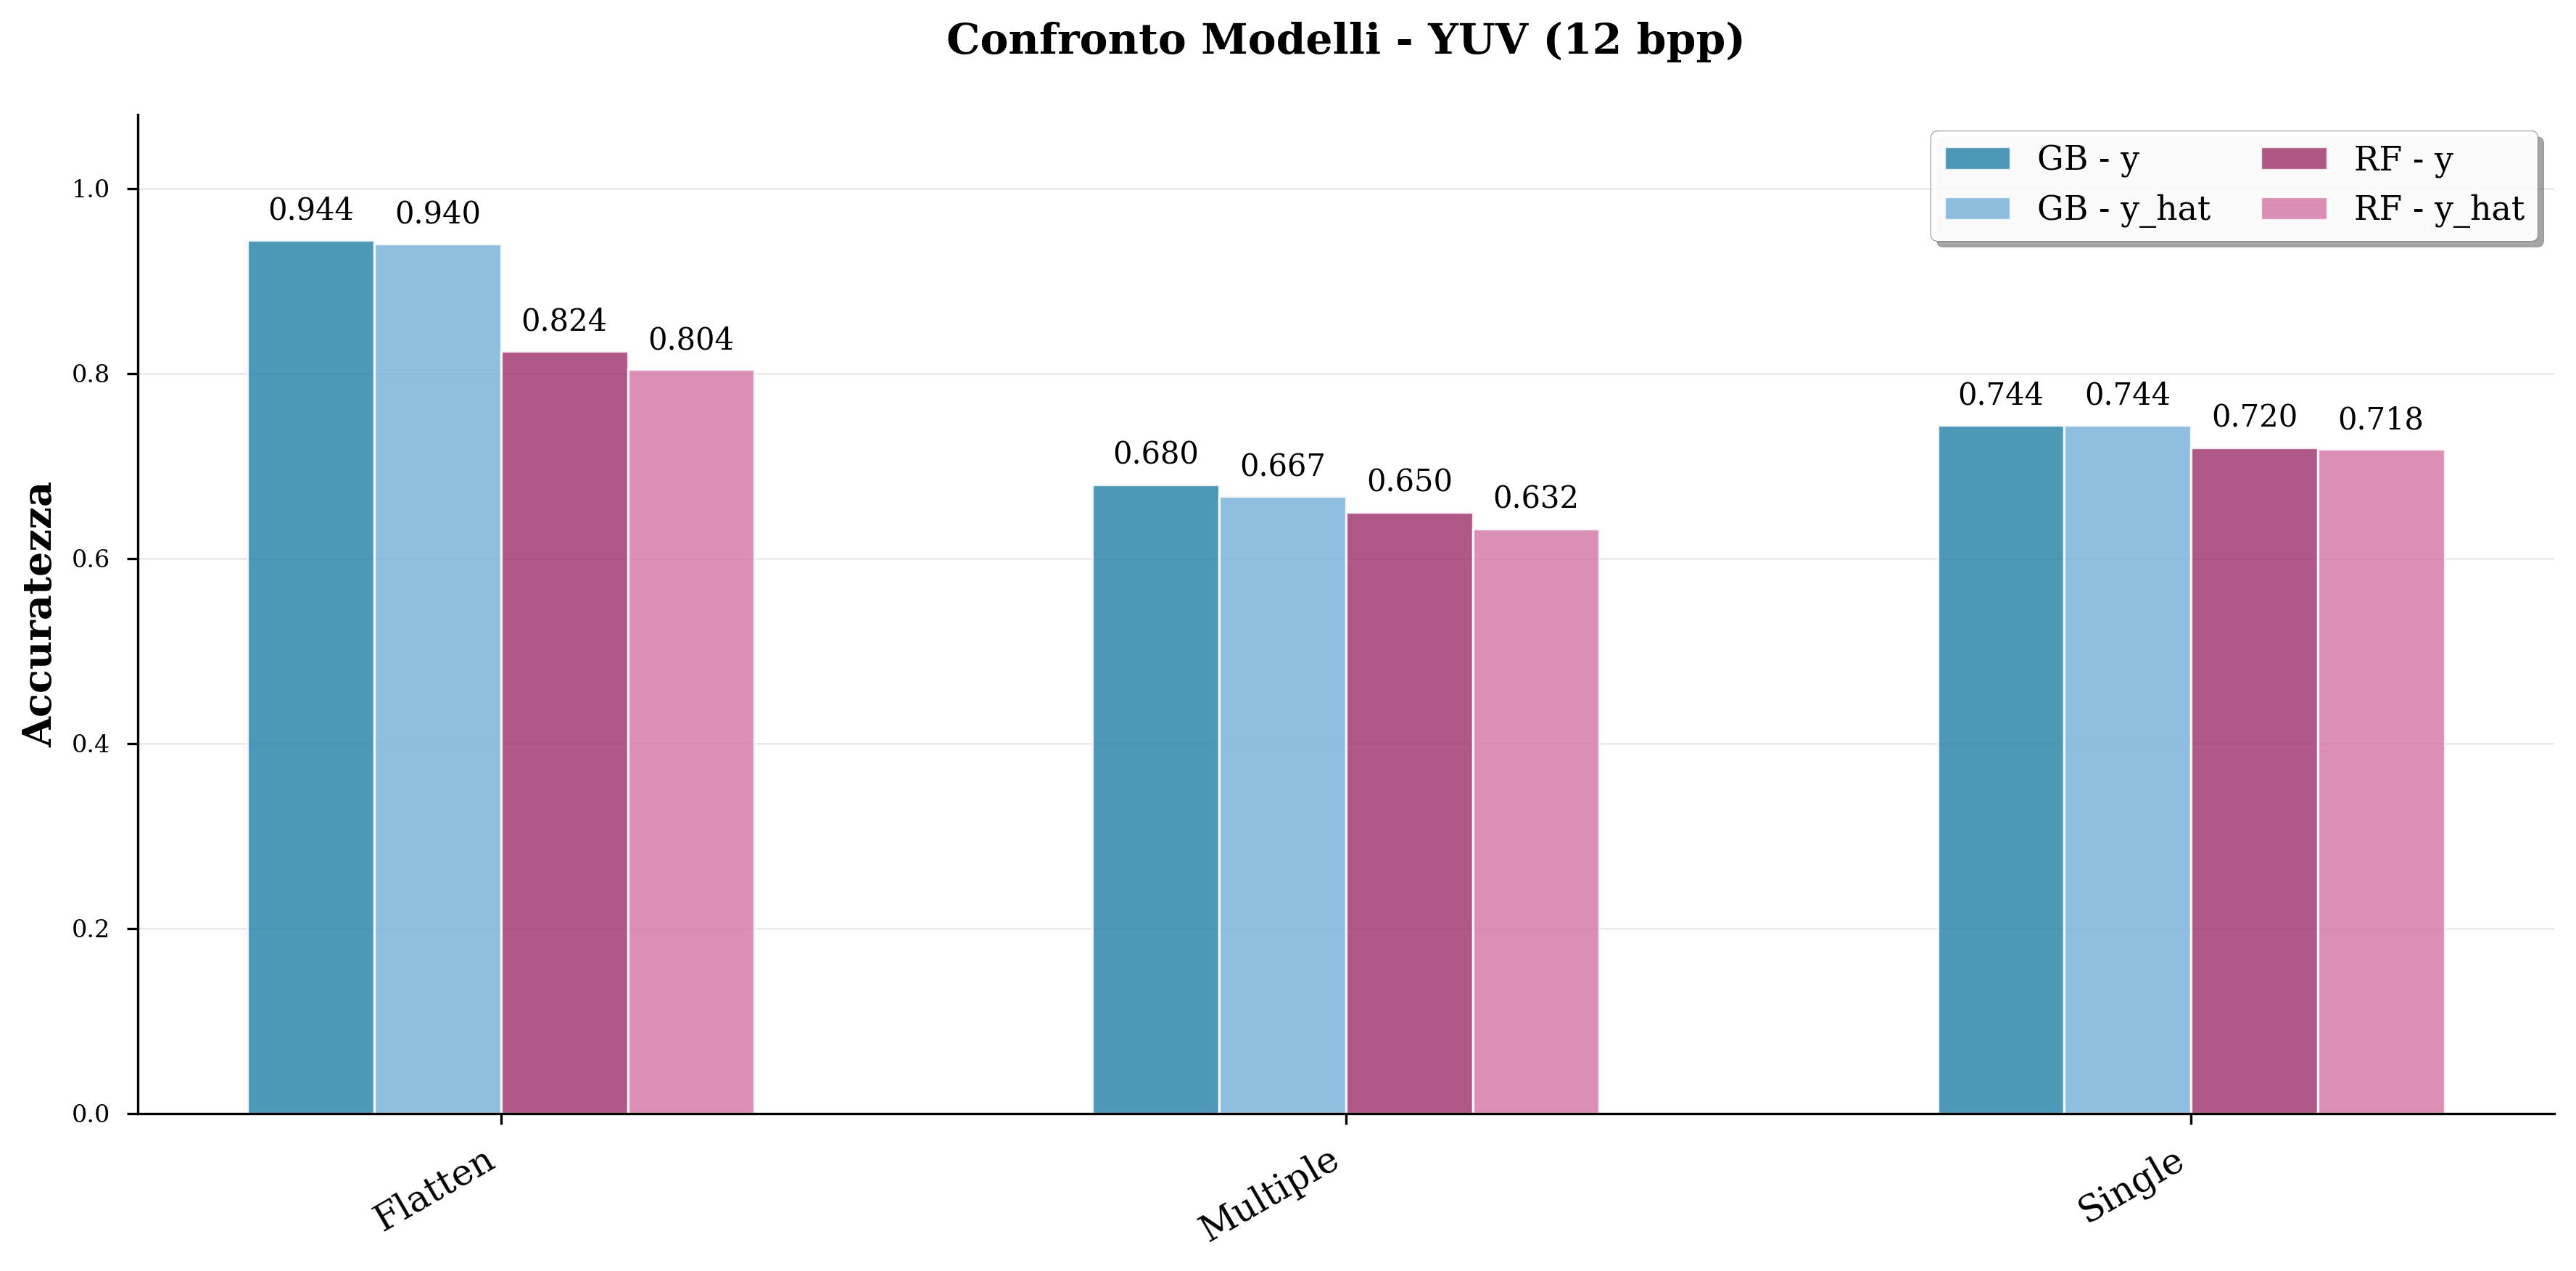 Confronto Modelli - YUV (12 bpp)
GB - y
RF - y
GB - y_hat
RF - y_hat
Accuratezza
1.0
0.8
0.6
0.4
0.2
0.0
0.944
0.940
0.824
0.804
0.680
0.667
0.650
0.632
0.744
0.744
0.720
0.718
Flatten
Multiple
Single